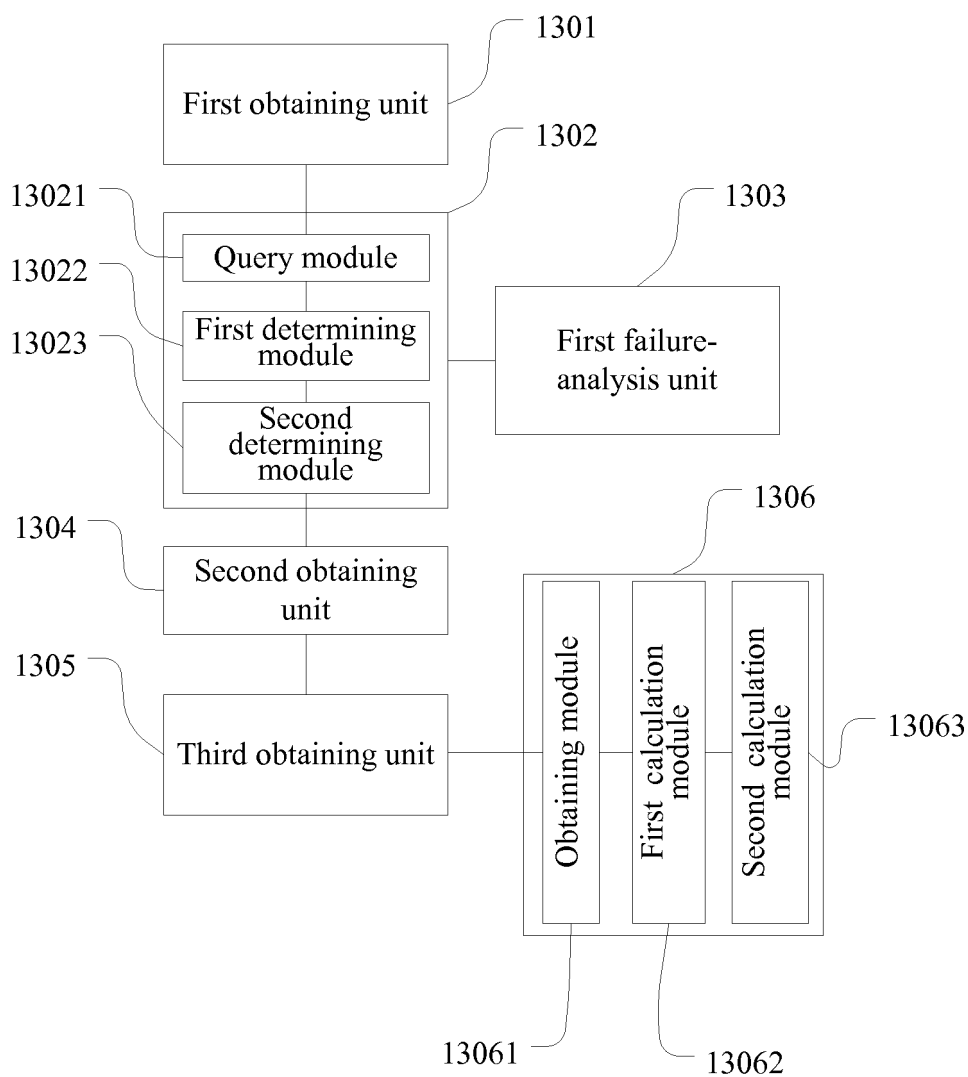 1301
First obtaining unit
1302
13021
1303
Query module
13022
First determining
module
13023
First failure-
analysis unit
Second
determining
module
1304
1306
Second obtaining
unit
1305
Third obtaining unit
Obtaining module
First calculation
module
Second calculation
module
13063
13061
13062